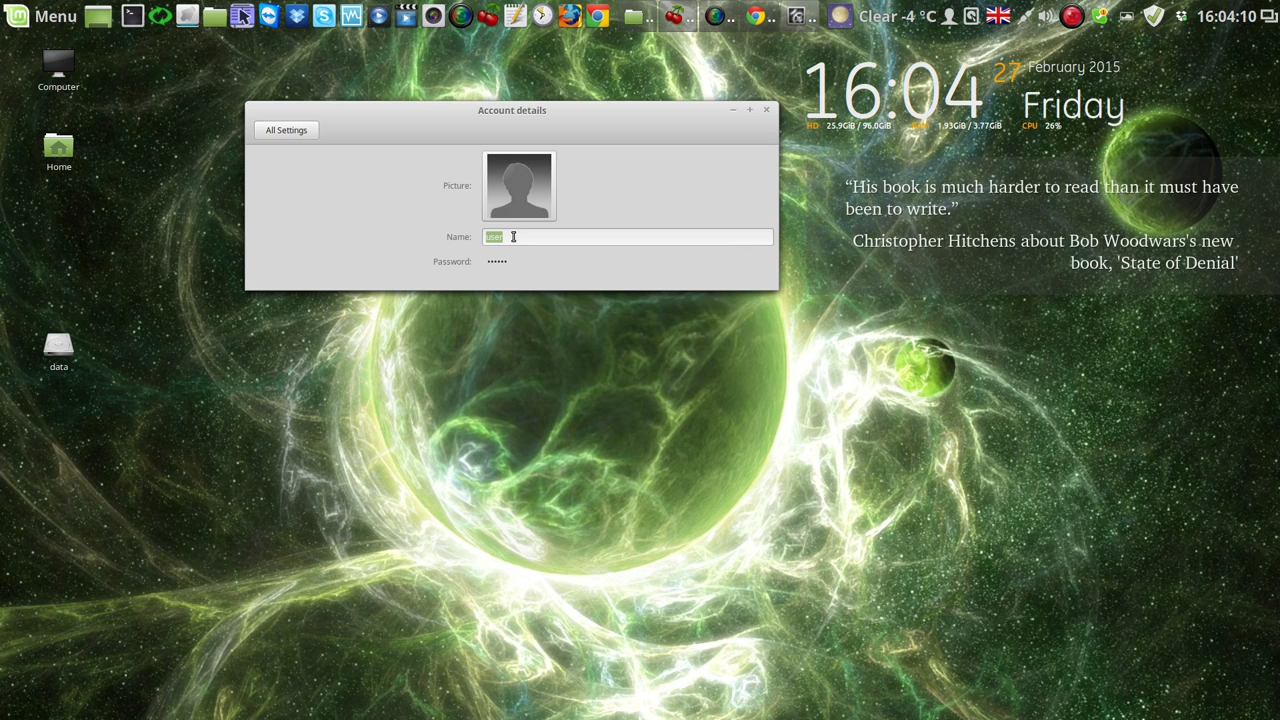 Menu
Clear -4 °C
16:04:10
Computer
Home
data
Account details
All Settings
Picture:
Name:
user
Password:
16:04
27
February 2015
Friday
HD 25.9GiB / 96.0GiB
1.93GiB / 3.77GiB
CPU 26%
“His book is much harder to read than it must have
been to write.”
Christopher Hitchens about Bob Woodwars's new
book, 'State of Denial'